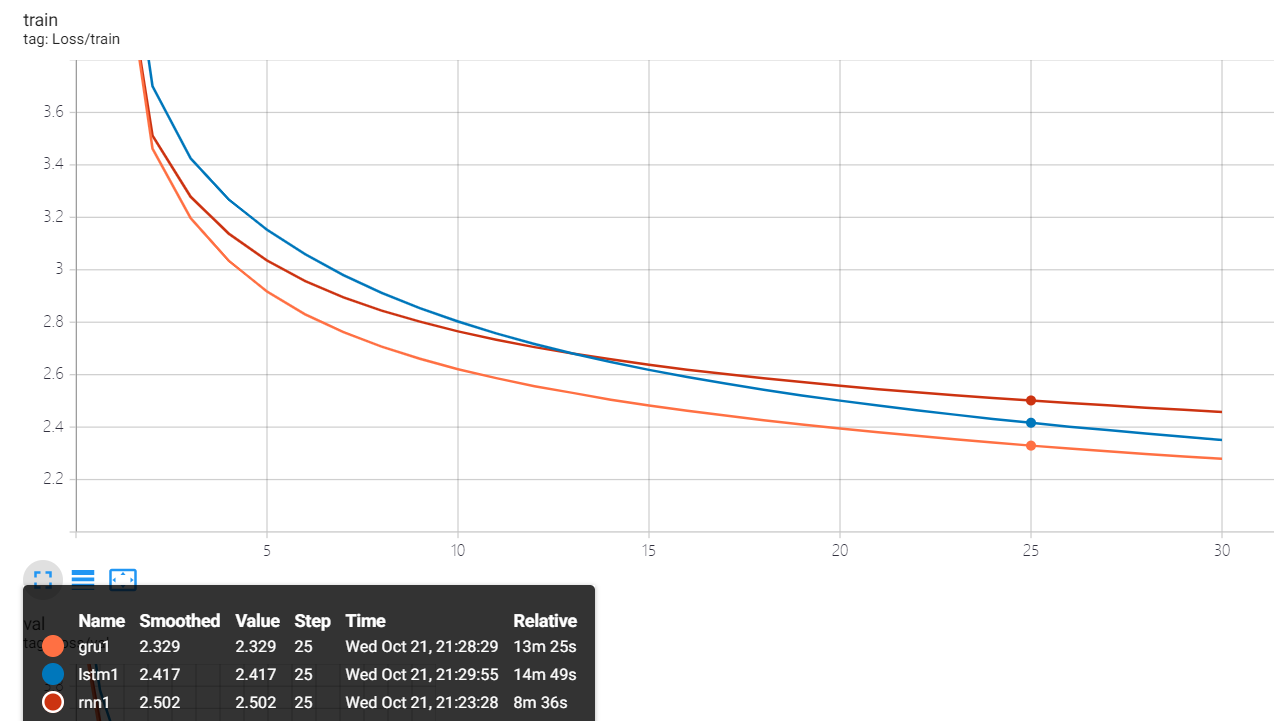 train
tag: Loss/train
3.6
3.4
3.2
3
2.8
2.6
2.4
2.2
5 10 15 20 25 30
val
Name Smoothed Value Step Time Relative
gru1 2.329 2.329 25 Wed Oct 21, 21:28:29 13m 25s
lstm1 2.417 2.417 25 Wed Oct 21, 21:29:55 14m 49s
rnn1 2.502 2.502 25 Wed Oct 21, 21:23:28 8m 36s